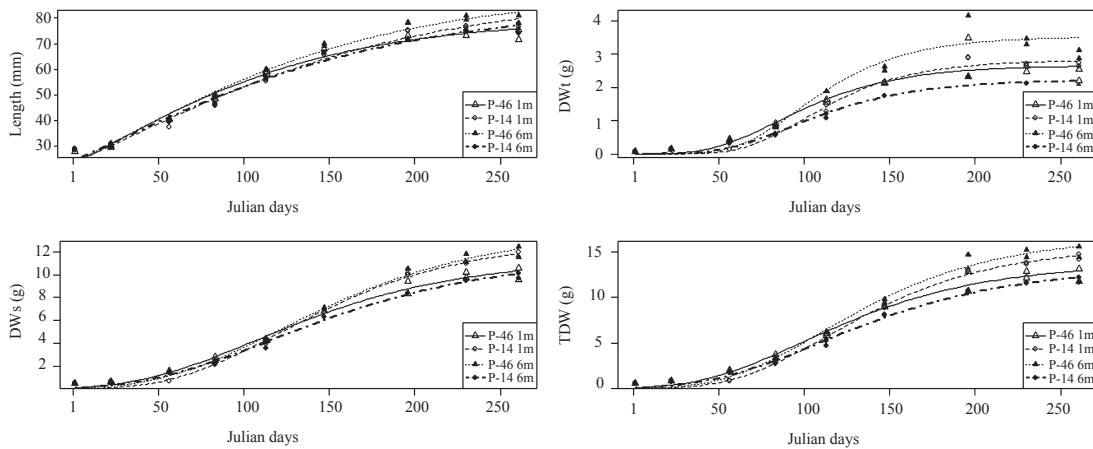 Length (mm)
80
70
60
50
40
30
1 50 100 150 200 250
Julian days
P-46 1m
P-14 1m
P-46 6m
P-14 6m
DWt (g)
4
3
2
1
0
1 50 100 150 200 250
Julian days
P-46 1m
P-14 1m
P-46 6m
P-14 6m
DWs (g)
12
10
8
6
4
2
1 50 100 150 200 250
Julian days
P-46 1m
P-14 1m
P-46 6m
P-14 6m
TDW (g)
15
10
5
0
1 50 100 150 200 250
Julian days
P-46 1m
P-14 1m
P-46 6m
P-14 6m